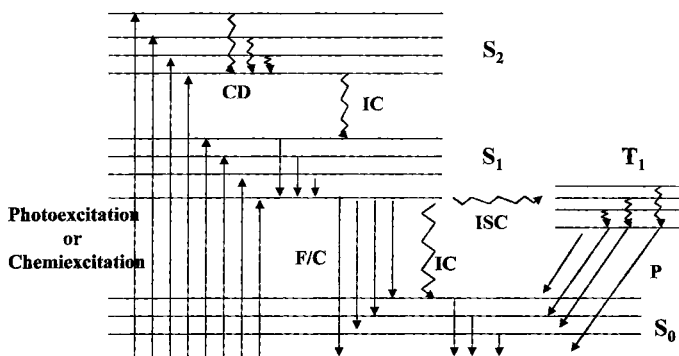 S2
CD
IC
S1
T1
Photoexcitation
or
Chemiexcitation
ISC
F/C
IC
P
S0